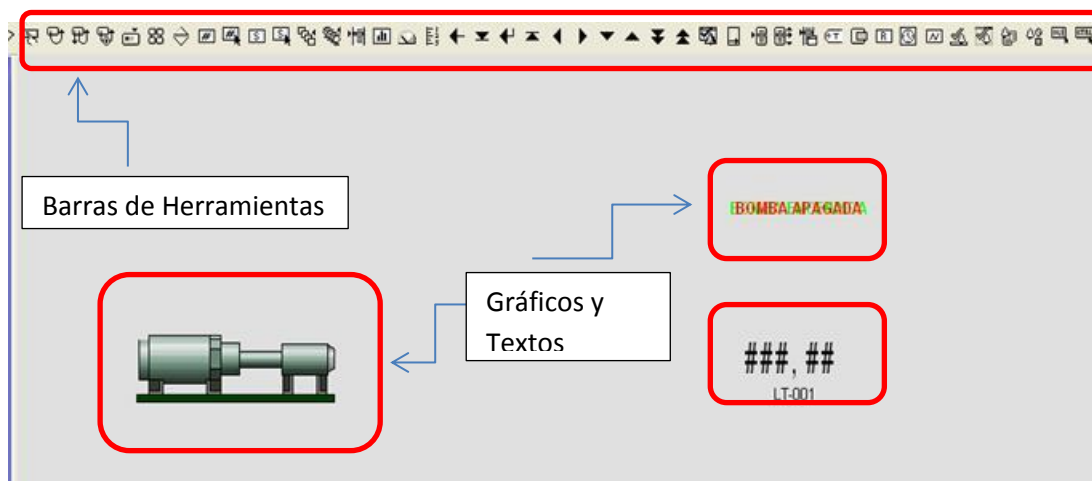 Barras de Herramientas
BOMBA APAGADA
Gráficos y
Textos
###,##
LT-001